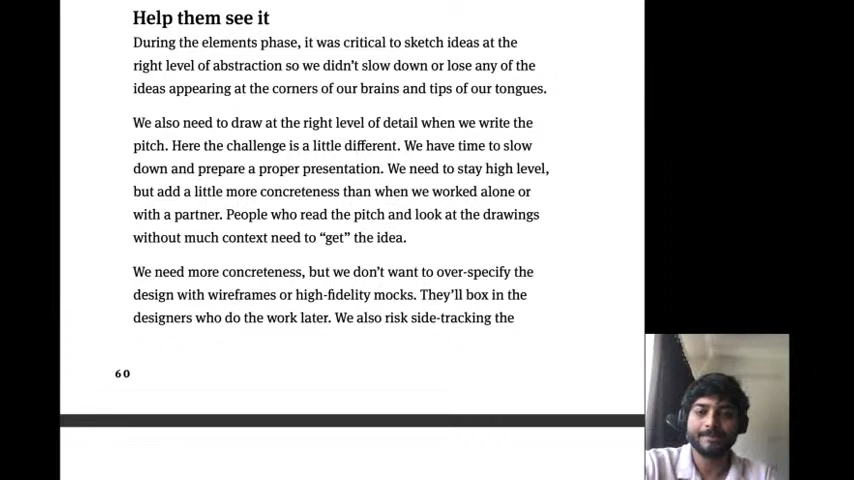 Help them see it
During the elements phase, it was critical to sketch ideas at the
right level of abstraction so we didn’t slow down or lose any of the
ideas appearing at the corners of our brains and tips of our tongues.
We also need to draw at the right level of detail when we write the
pitch. Here the challenge is a little different. We have time to slow
down and prepare a proper presentation. We need to stay high level,
but add a little more concreteness than when we worked alone or
with a partner. People who read the pitch and look at the drawings
without much context need to “get” the idea.
We need more concreteness, but we don’t want to over-specify the
design with wireframes or high-fidelity mocks. They’ll box in the
designers who do the work later. We also risk side-tracking the
60